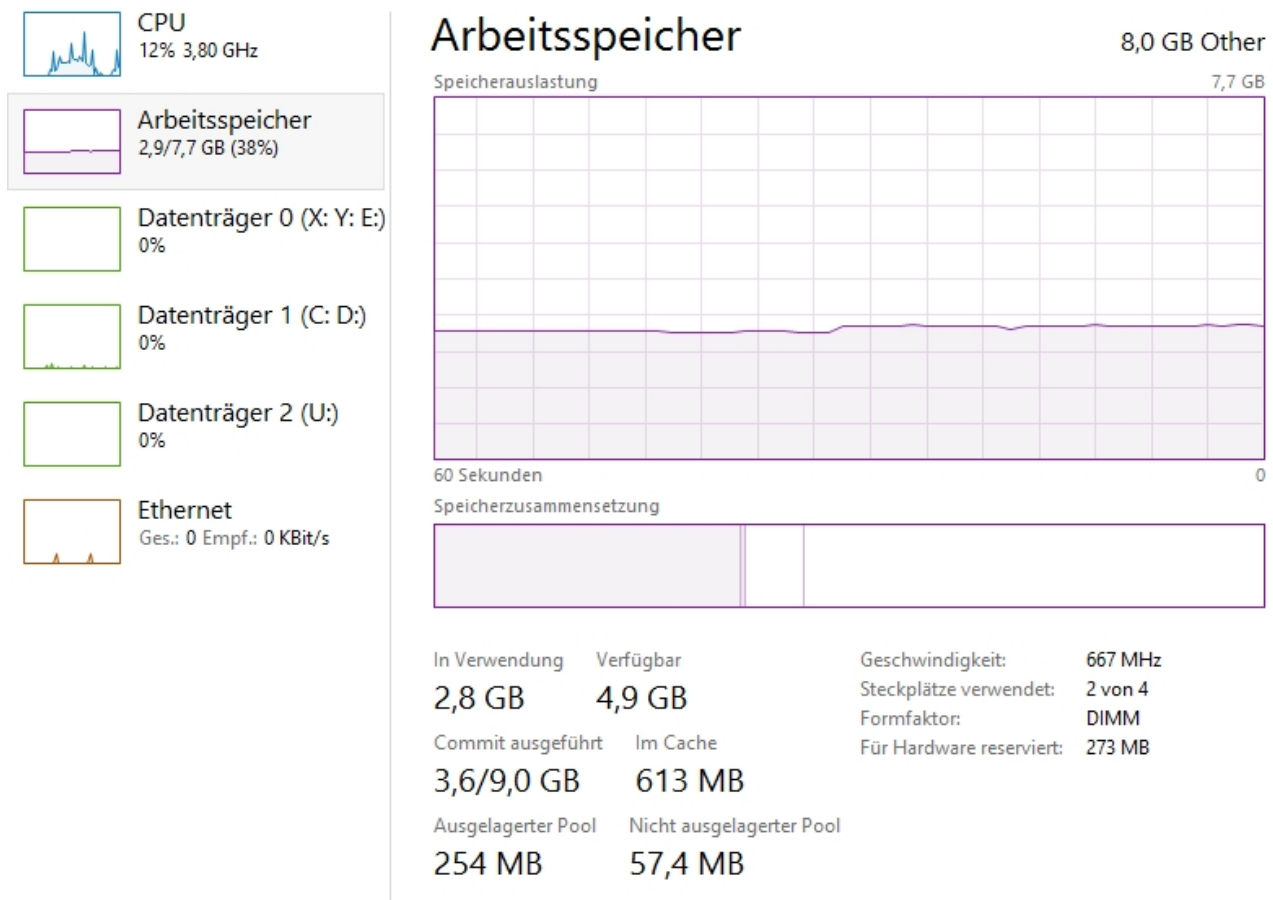 CPU
12% 3,80 GHz
Arbeitsspeicher
2,9/7,7 GB (38%)
Datenträger 0 (X: Y: E:)
0%
Datenträger 1 (C: D:)
0%
Datenträger 2 (U:)
0%
Ethernet
Ges.: 0 Empf.: 0 KBit/s
Arbeitsspeicher 8,0 GB Other
Speicherauslastung 7,7 GB
60 Sekunden 0
Speicherzusammensetzung
In Verwendung Verfügbar
2,8 GB 4,9 GB
Commit ausgeführt Im Cache
3,6/9,0 GB 613 MB
Ausgelagerter Pool Nicht ausgelagerter Pool
254 MB 57,4 MB
Geschwindigkeit: 667 MHz
Steckplätze verwendet: 2 von 4
Formfaktor: DIMM
Für Hardware reserviert: 273 MB